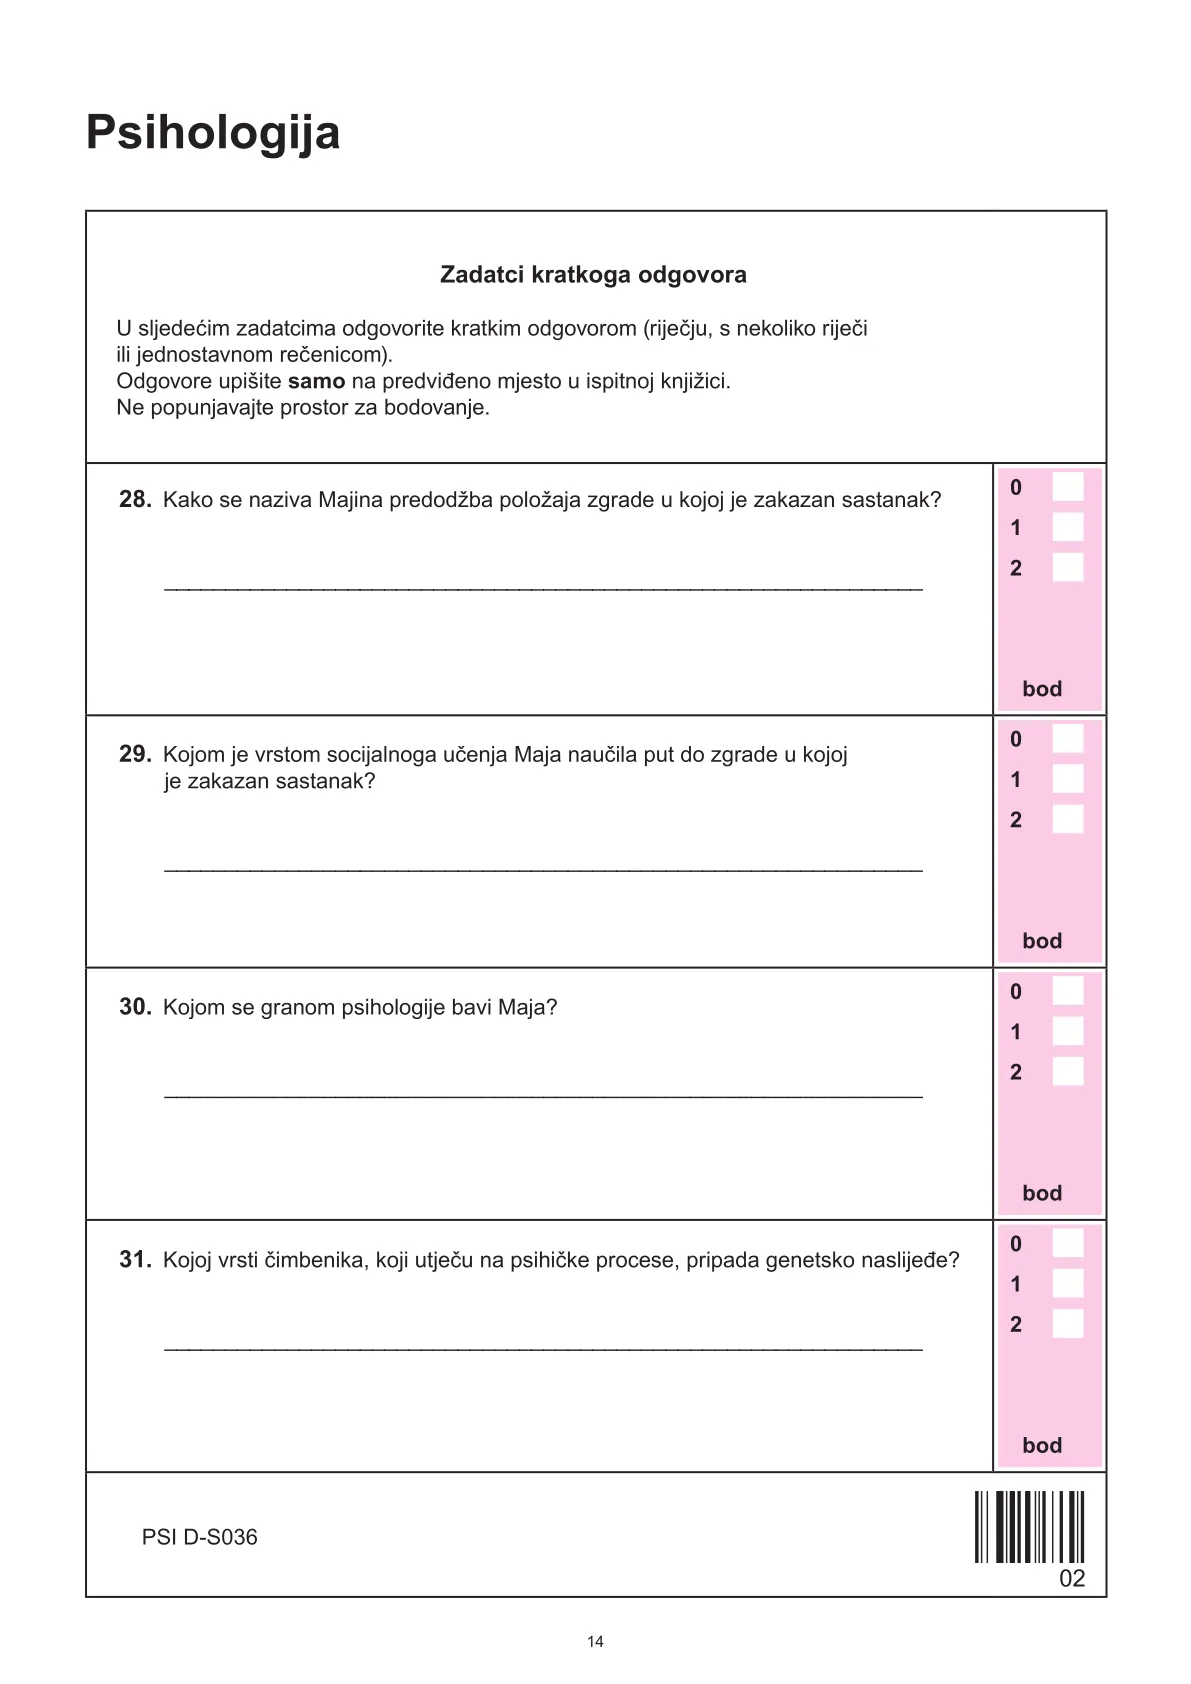 Psihologija
Zadatci kratkoga odgovora
U sljedećim zadatcima odgovorite kratkim odgovorom (riječju, s nekoliko riječi
ili jednostavnom rečenicom).
Odgovore upišite samo na predviđeno mjesto u ispitnoj knjižici.
Ne popunjavajte prostor za bodovanje.
28. Kako se naziva Majina predodžba položaja zgrade u kojoj je zakazan sastanak?
0
1
2
bod
29. Kojom je vrstom socijalnoga učenja Maja naučila put do zgrade u kojoj
je zakazan sastanak?
0
1
2
bod
30. Kojom se granom psihologije bavi Maja?
0
1
2
bod
31. Kojoj vrsti čimbenika, koji utječu na psihičke procese, pripada genetsko naslijeđe?
0
1
2
bod
PSI D-S036
02
14